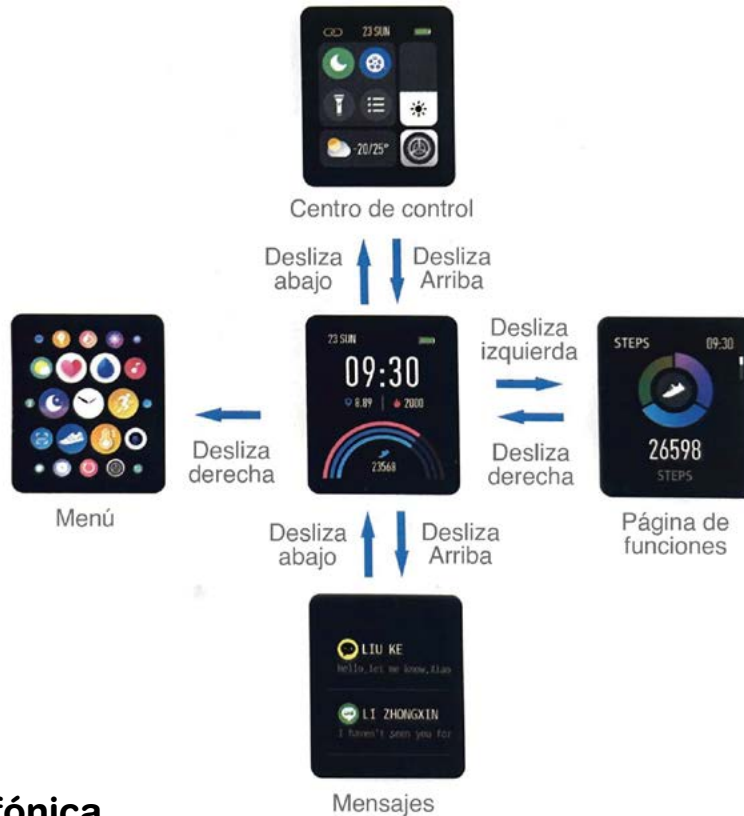 23 SUN
-20/25°
Centro de control
Desliza
abajo
Desliza
Arriba
23 SUN
09:30
8.89
2000
23568
Desliza
izquierda
STEPS
09:30
26598
STEPS
Desliza
derecha
Desliza
derecha
Menú
Página de
funciones
Desliza
abajo
Desliza
Arriba
LIU KE
Hello,let me know,Xiao
LI ZHONGXIN
I haven't seen you for
fónica
Mensajes